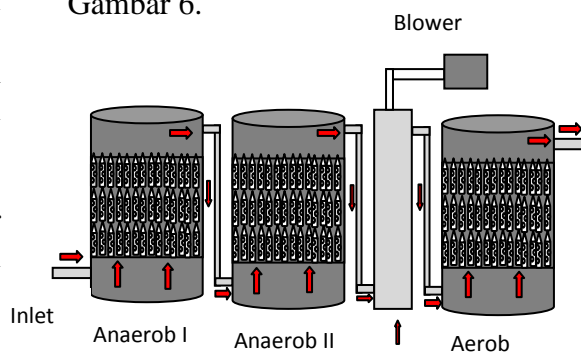 Gambar 6.
Blower
Inlet
Anaerob I
Anaerob II
Aerob